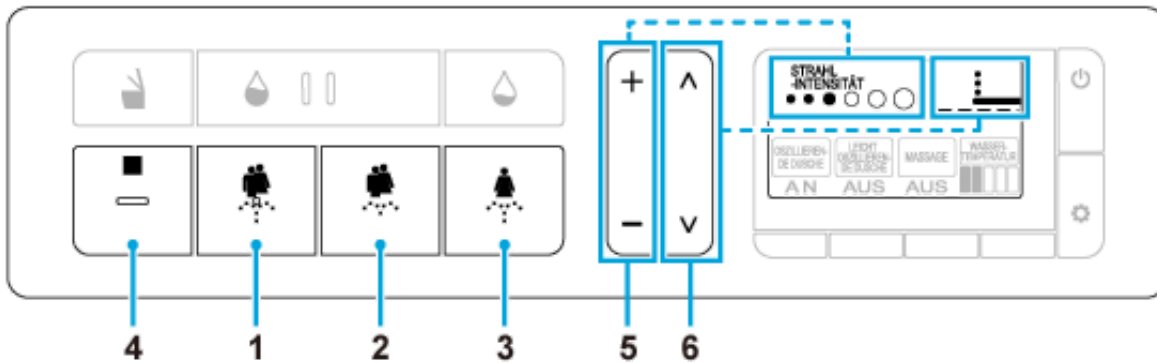 +
−
STRAHL
-INTENSITÄT
OSZILLIEREN-
DE DUSCHE
AN
LEICHT
OSZILLIEREN-
DE DUSCHE
AUS
MASSAGE
AUS
WASSER-
TEMPRATUR
4 1 2 3 5 6